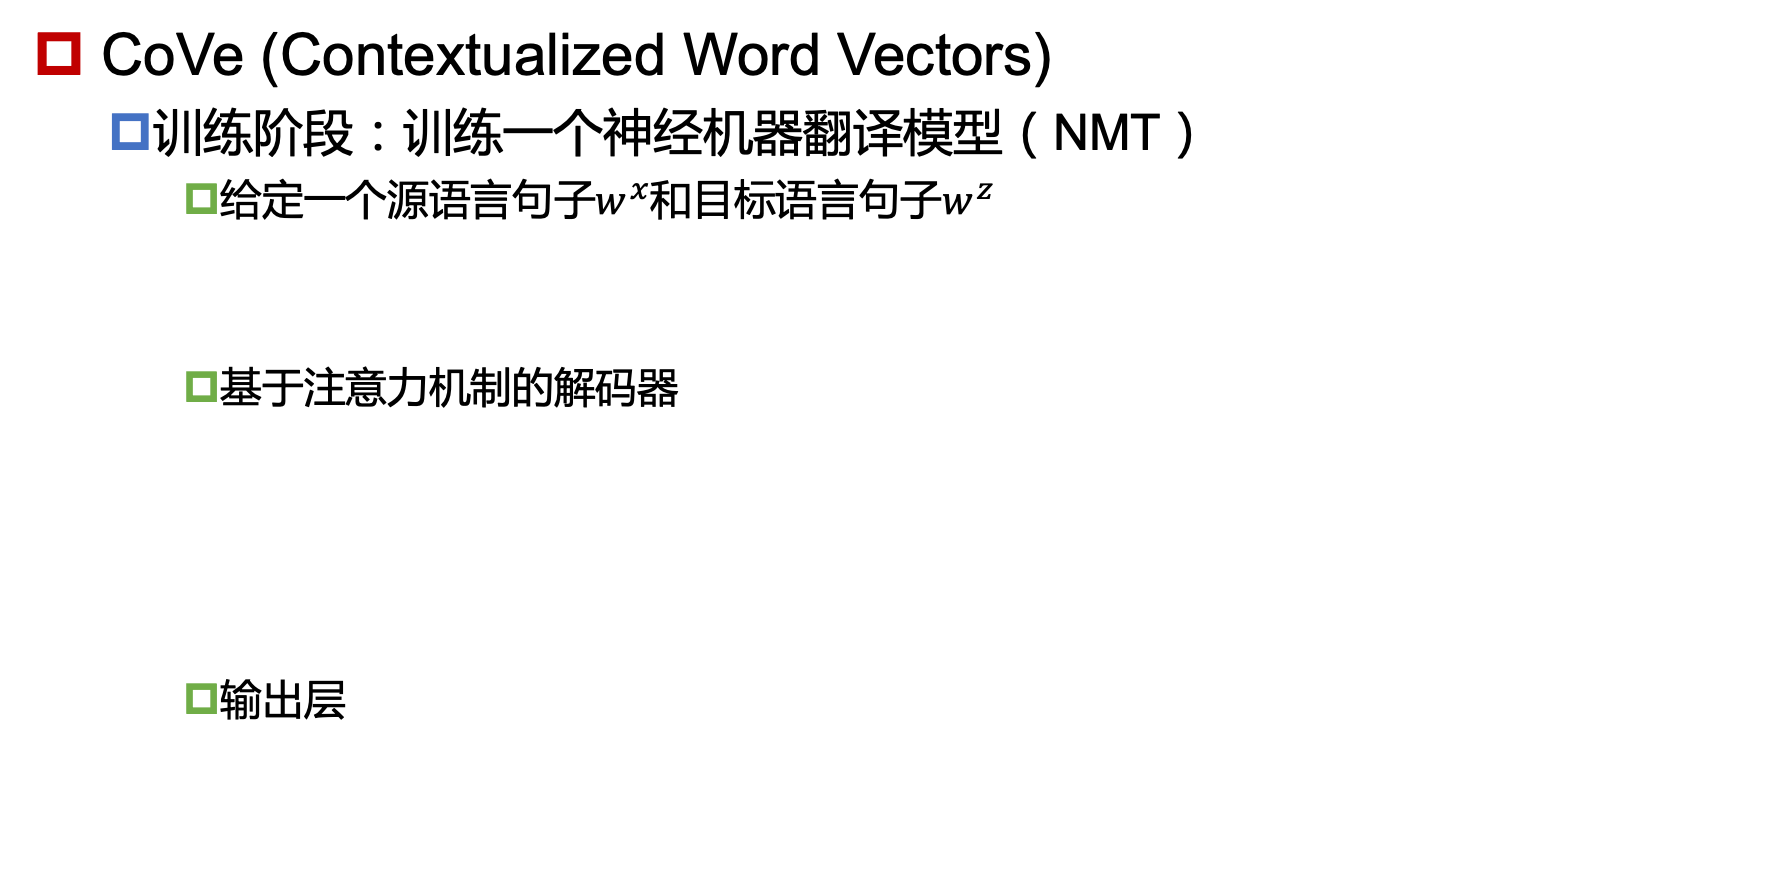 CoVe (Contextualized Word Vectors)
训练阶段：训练一个神经机器翻译模型（NMT）
给定一个源语言句子w^x和目标语言句子w^z
基于注意力机制的解码器
输出层